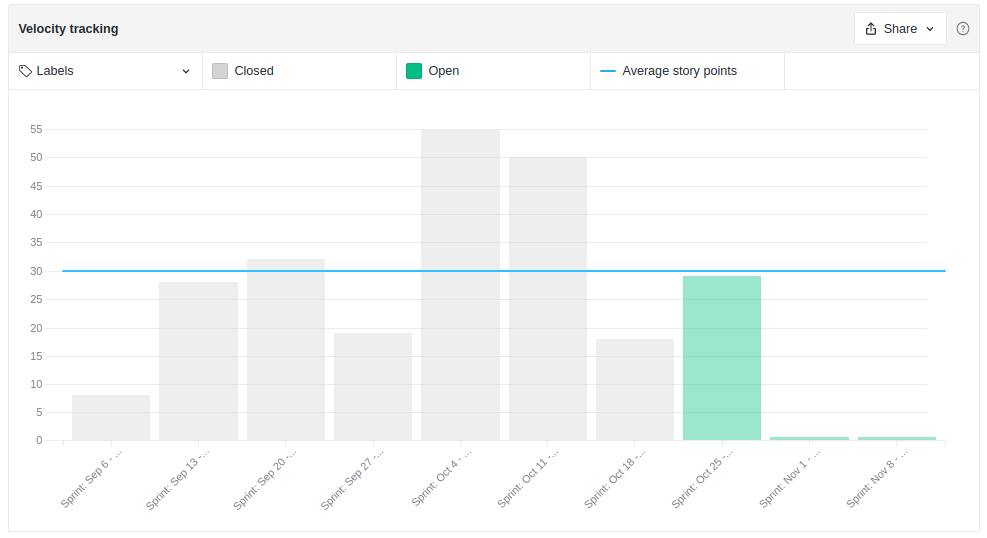 Velocity tracking
Share
Labels
Closed
Open
Average story points
55
50
45
40
35
30
25
20
15
10
5
0
Sprint: Sep 6 - ...
Sprint: Sep 13 -...
Sprint: Sep 20 -...
Sprint: Sep 27 -...
Sprint: Oct 4 - ...
Sprint: Oct 11 -...
Sprint: Oct 18 -...
Sprint: Oct 25 -...
Sprint: Nov 1 - ...
Sprint: Nov 8 - ...